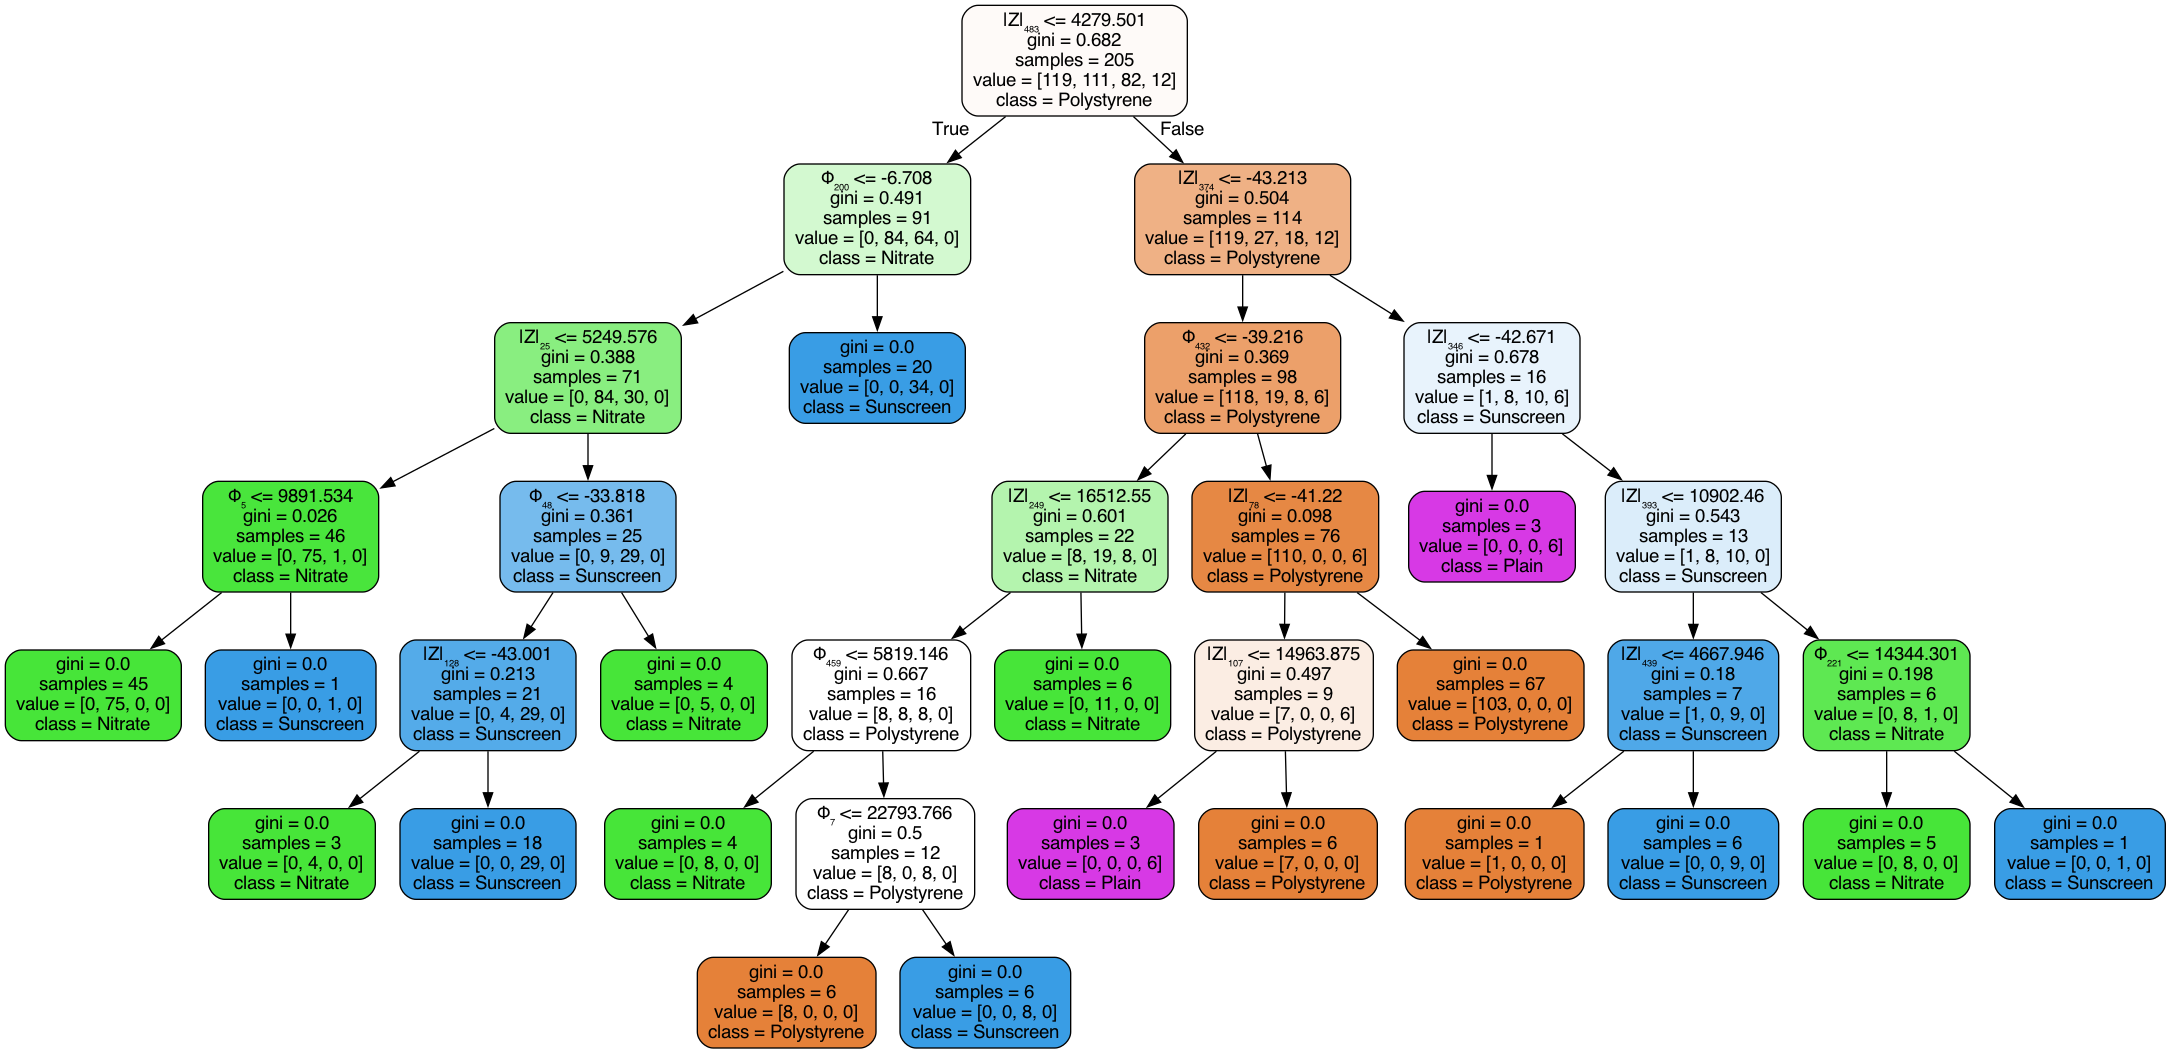 |Z|₄₈₃ <= 4279.501
gini = 0.682
samples = 205
value = [119, 111, 82, 12]
class = Polystyrene
True
False
Φ₂₀₀ <= -6.708
gini = 0.491
samples = 91
value = [0, 84, 64, 0]
class = Nitrate
|Z|₃₇₄ <= -43.213
gini = 0.504
samples = 114
value = [119, 27, 18, 12]
class = Polystyrene
|Z|₂₅ <= 5249.576
gini = 0.388
samples = 71
value = [0, 84, 30, 0]
class = Nitrate
gini = 0.0
samples = 20
value = [0, 0, 34, 0]
class = Sunscreen
Φ₄₃₂ <= -39.216
gini = 0.369
samples = 98
value = [118, 19, 8, 6]
class = Polystyrene
|Z|₃₄₆ <= -42.671
gini = 0.678
samples = 16
value = [1, 8, 10, 6]
class = Sunscreen
Φ₅ <= 9891.534
gini = 0.026
samples = 46
value = [0, 75, 1, 0]
class = Nitrate
Φ₄₈ <= -33.818
gini = 0.361
samples = 25
value = [0, 9, 29, 0]
class = Sunscreen
|Z|₂₄₉ <= 16512.55
gini = 0.601
samples = 22
value = [8, 19, 8, 0]
class = Nitrate
|Z|₇₈ <= -41.22
gini = 0.098
samples = 76
value = [110, 0, 0, 6]
class = Polystyrene
gini = 0.0
samples = 3
value = [0, 0, 0, 6]
class = Plain
|Z|₃₉₃ <= 10902.46
gini = 0.543
samples = 13
value = [1, 8, 10, 0]
class = Sunscreen
gini = 0.0
samples = 45
value = [0, 75, 0, 0]
class = Nitrate
gini = 0.0
samples = 1
value = [0, 0, 1, 0]
class = Sunscreen
|Z|₁₂₈ <= -43.001
gini = 0.213
samples = 21
value = [0, 4, 29, 0]
class = Sunscreen
gini = 0.0
samples = 4
value = [0, 5, 0, 0]
class = Nitrate
Φ₄₅₉ <= 5819.146
gini = 0.667
samples = 16
value = [8, 8, 8, 0]
class = Polystyrene
gini = 0.0
samples = 6
value = [0, 11, 0, 0]
class = Nitrate
|Z|₁₀₇ <= 14963.875
gini = 0.497
samples = 9
value = [7, 0, 0, 6]
class = Polystyrene
gini = 0.0
samples = 67
value = [103, 0, 0, 0]
class = Polystyrene
|Z|₄₃₉ <= 4667.946
gini = 0.18
samples = 7
value = [1, 0, 9, 0]
class = Sunscreen
Φ₂₂₁ <= 14344.301
gini = 0.198
samples = 6
value = [0, 8, 1, 0]
class = Nitrate
gini = 0.0
samples = 3
value = [0, 4, 0, 0]
class = Nitrate
gini = 0.0
samples = 18
value = [0, 0, 29, 0]
class = Sunscreen
gini = 0.0
samples = 4
value = [0, 8, 0, 0]
class = Nitrate
Φ₇ <= 22793.766
gini = 0.5
samples = 12
value = [8, 0, 8, 0]
class = Polystyrene
gini = 0.0
samples = 3
value = [0, 0, 0, 6]
class = Plain
gini = 0.0
samples = 6
value = [7, 0, 0, 0]
class = Polystyrene
gini = 0.0
samples = 1
value = [1, 0, 0, 0]
class = Polystyrene
gini = 0.0
samples = 6
value = [0, 0, 9, 0]
class = Sunscreen
gini = 0.0
samples = 5
value = [0, 8, 0, 0]
class = Nitrate
gini = 0.0
samples = 1
value = [0, 0, 1, 0]
class = Sunscreen
gini = 0.0
samples = 6
value = [8, 0, 0, 0]
class = Polystyrene
gini = 0.0
samples = 6
value = [0, 0, 8, 0]
class = Sunscreen